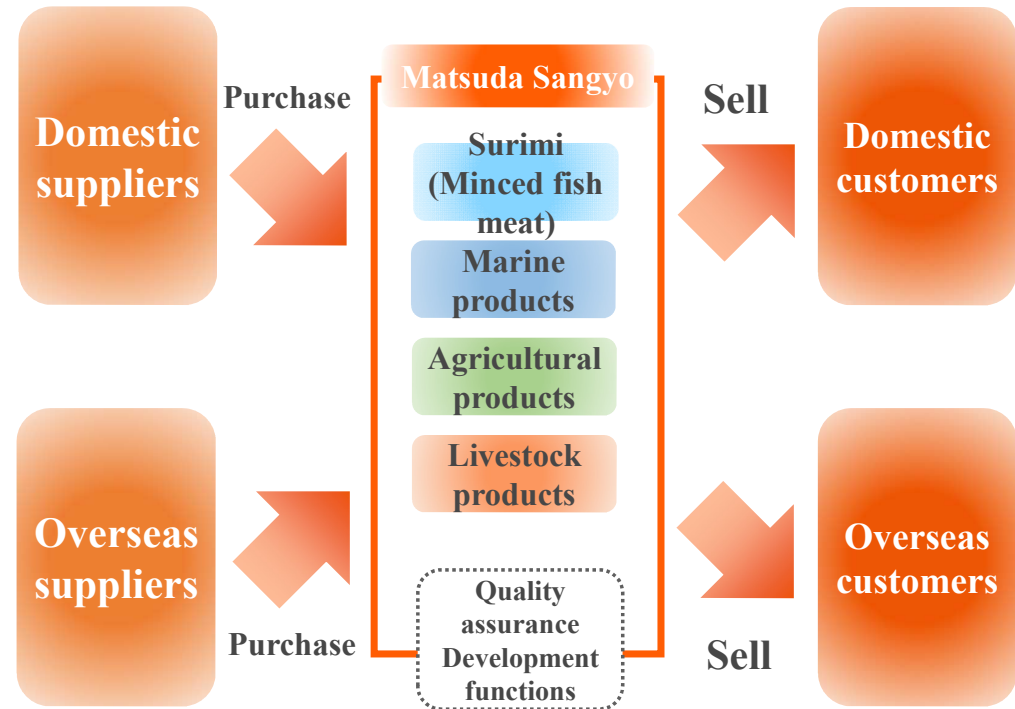 Domestic
suppliers
Purchase
Matsuda Sangyo
Surimi
(Minced fish
meat)
Marine
products
Agricultural
products
Livestock
products
Quality
assurance
Development
functions
Sell
Domestic
customers
Overseas
suppliers
Purchase
Sell
Overseas
customers